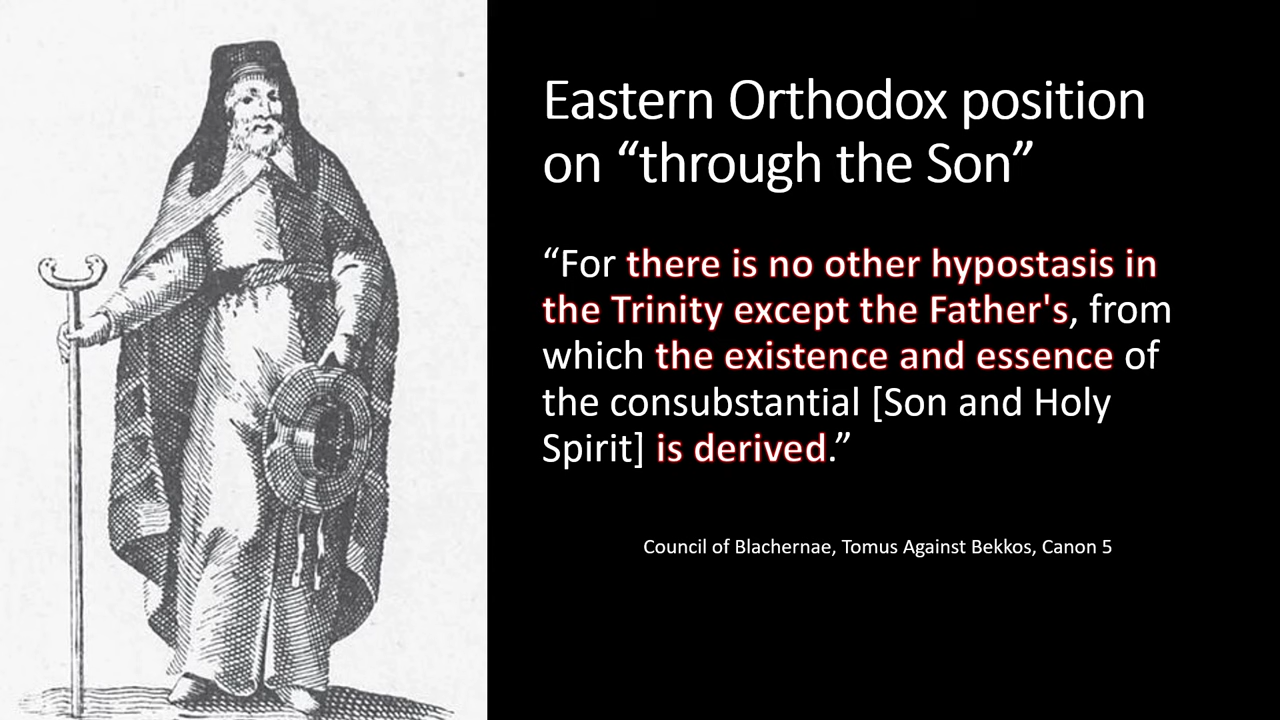 Eastern Orthodox position
on “through the Son”
“For there is no other hypostasis in
the Trinity except the Father's, from
which the existence and essence of
the consubstantial [Son and Holy
Spirit] is derived.”
Council of Blachernae, Tomus Against Bekkos, Canon 5